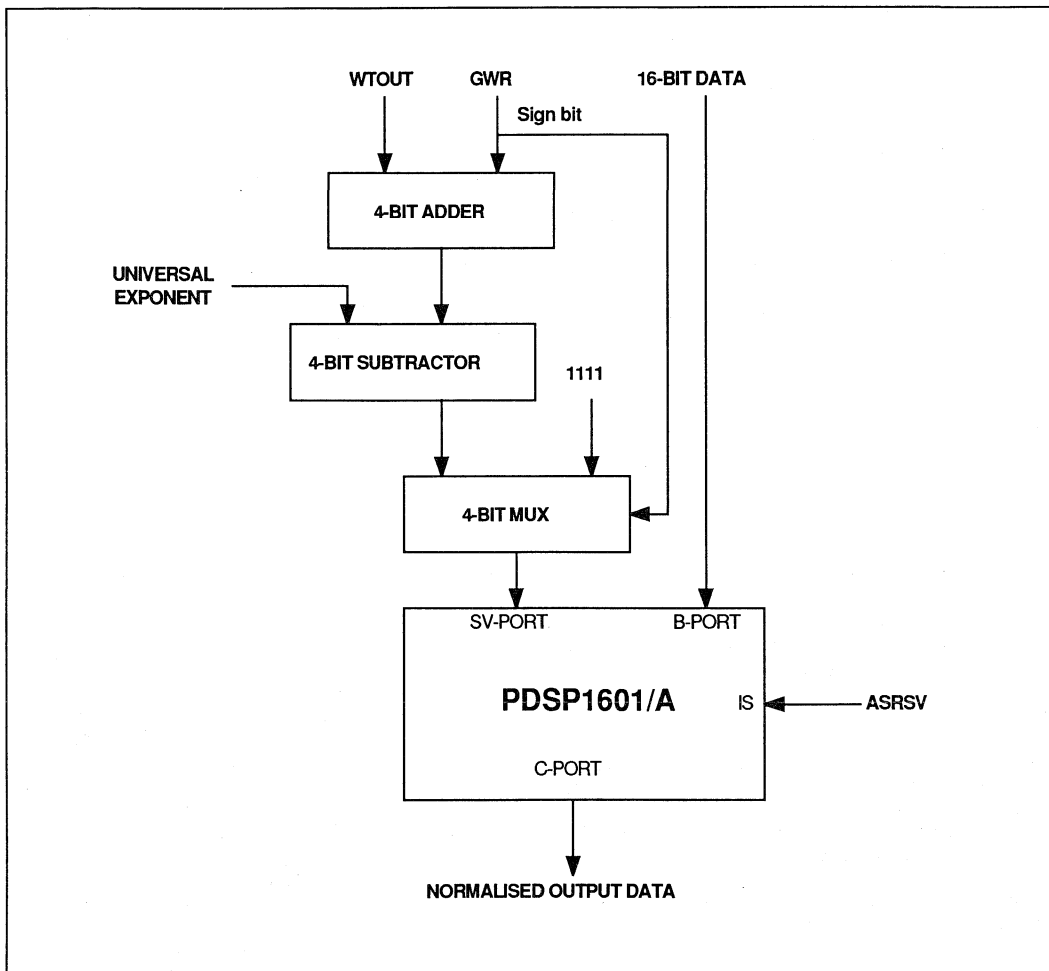 WTOUT
GWR
16-BIT DATA
Sign bit
4-BIT ADDER
UNIVERSAL
EXPONENT
4-BIT SUBTRACTOR
1111
4-BIT MUX
SV-PORT
B-PORT
PDSP1601/A
IS
ASRSV
C-PORT
NORMALISED OUTPUT DATA